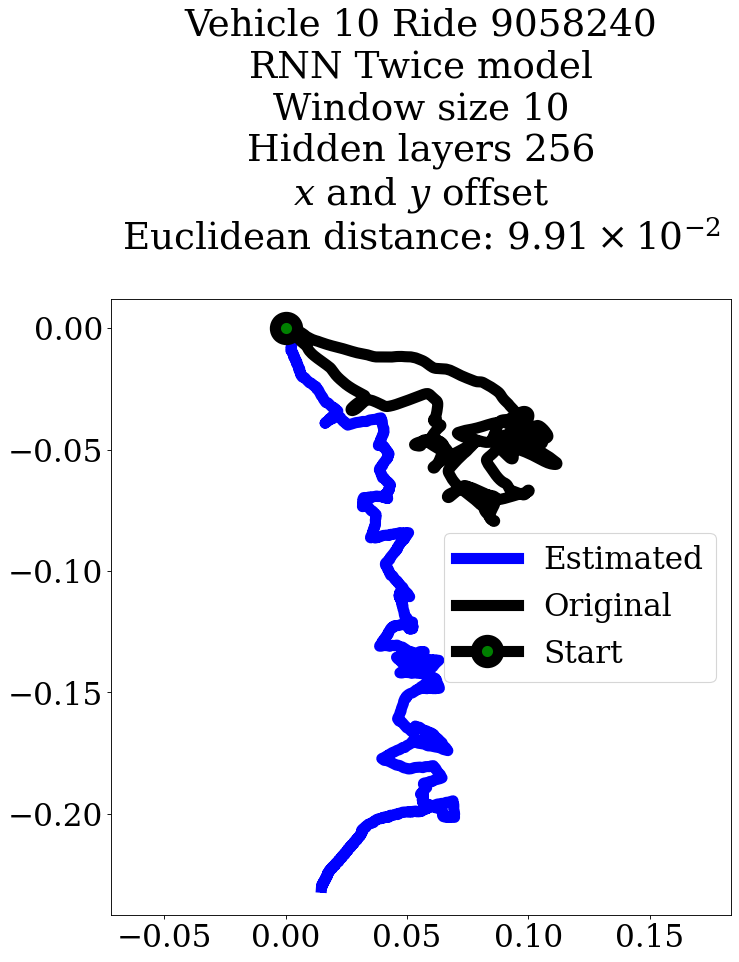 Vehicle 10 Ride 9058240
RNN Twice model
Window size 10
Hidden layers 256
x and y offset
Euclidean distance: 9.91 × 10⁻²
0.00
−0.05
−0.10
−0.15
−0.20
Estimated
Original
Start
−0.05 0.00 0.05 0.10 0.15